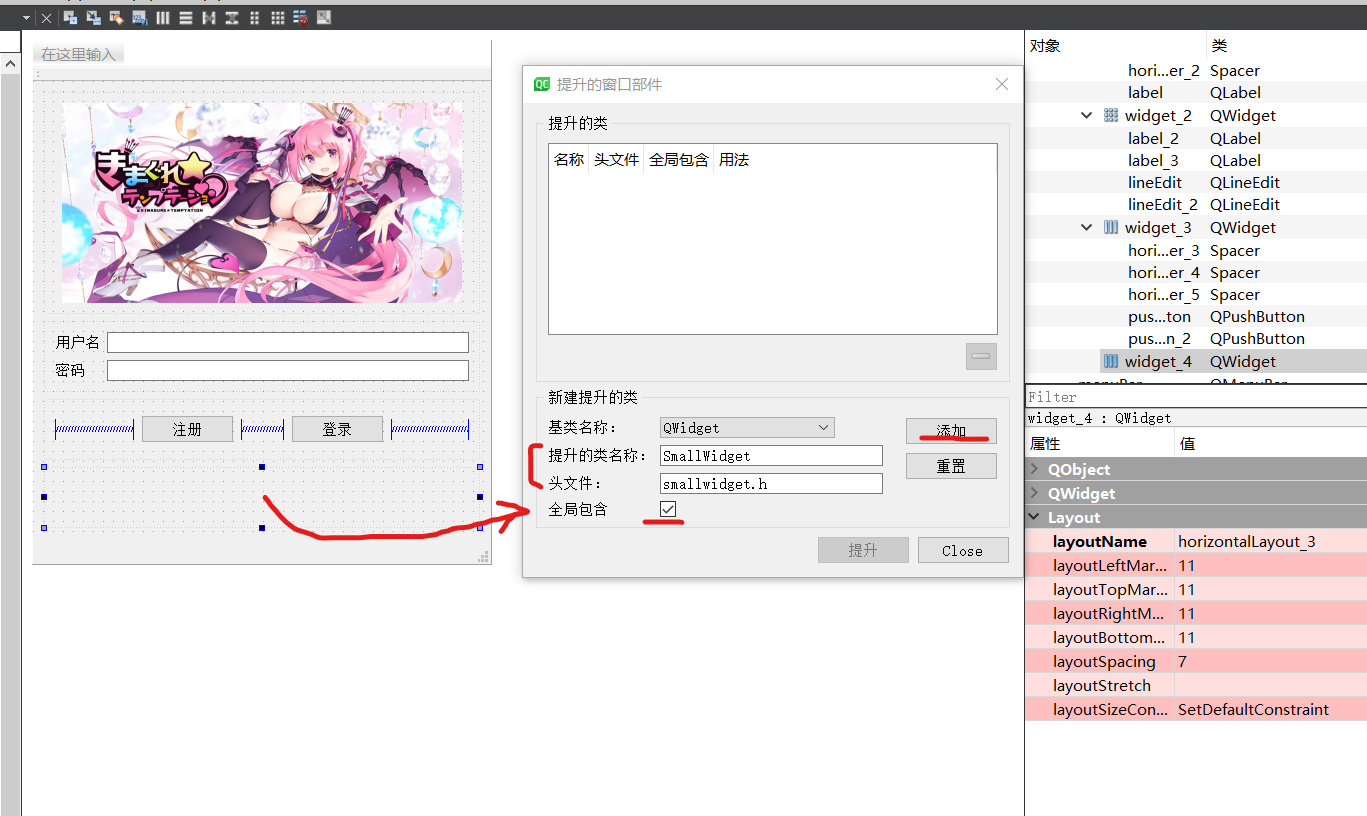 在这里输入
きまぐれ
テンプテーション
KIMAGURE★TEMPTATION
用户名
密码
注册
登录
QC 提升的窗口部件
提升的类
名称 头文件 全局包含 用法
新建提升的类
基类名称： QWidget 添加
提升的类名称： SmallWidget
重置
头文件： smallwidget.h
全局包含
提升 Close
对象 类
hori...er_2 Spacer
label QLabel
widget_2 QWidget
label_2 QLabel
label_3 QLabel
lineEdit QLineEdit
lineEdit_2 QLineEdit
widget_3 QWidget
hori...er_3 Spacer
hori...er_4 Spacer
hori...er_5 Spacer
pus...ton QPushButton
pus...n_2 QPushButton
widget_4 QWidget
Filter
widget_4 : QWidget
属性 值
QObject
QWidget
Layout
layoutName horizontalLayout_3
layoutLeftMar... 11
layoutTopMar... 11
layoutRightM... 11
layoutBottom... 11
layoutSpacing 7
layoutStretch
layoutSizeCon... SetDefaultConstraint